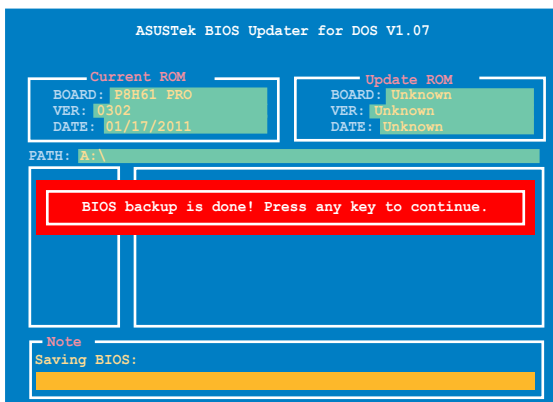 ASUSTek BIOS Updater for DOS V1.07
Current ROM
BOARD: P8H61 PRO
VER: 0302
DATE: 01/17/2011
Update ROM
BOARD: Unknown
VER: Unknown
DATE: Unknown
PATH: A:\
BIOS backup is done! Press any key to continue.
Note
Saving BIOS: